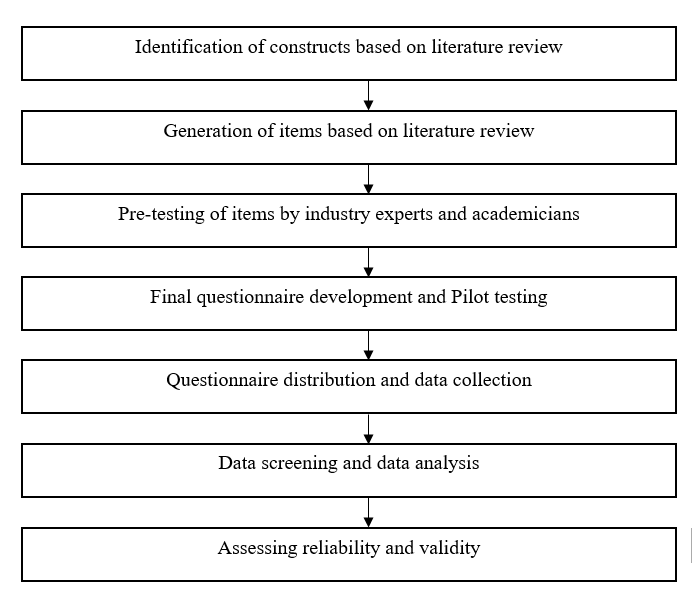 Identification of constructs based on literature review
Generation of items based on literature review
Pre-testing of items by industry experts and academicians
Final questionnaire development and Pilot testing
Questionnaire distribution and data collection
Data screening and data analysis
Assessing reliability and validity